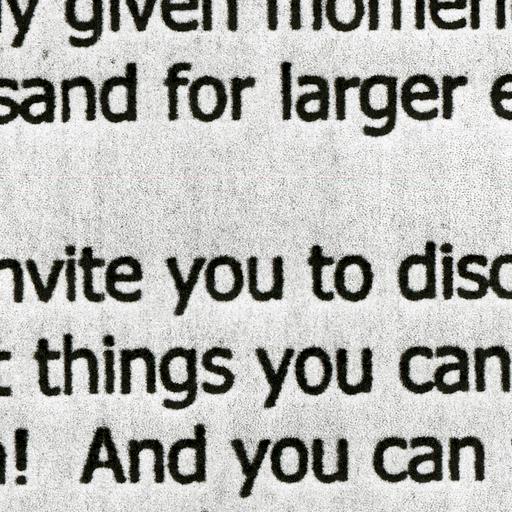 y given momen
sand for larger e
nvite you to disc
t things you can
! And you can